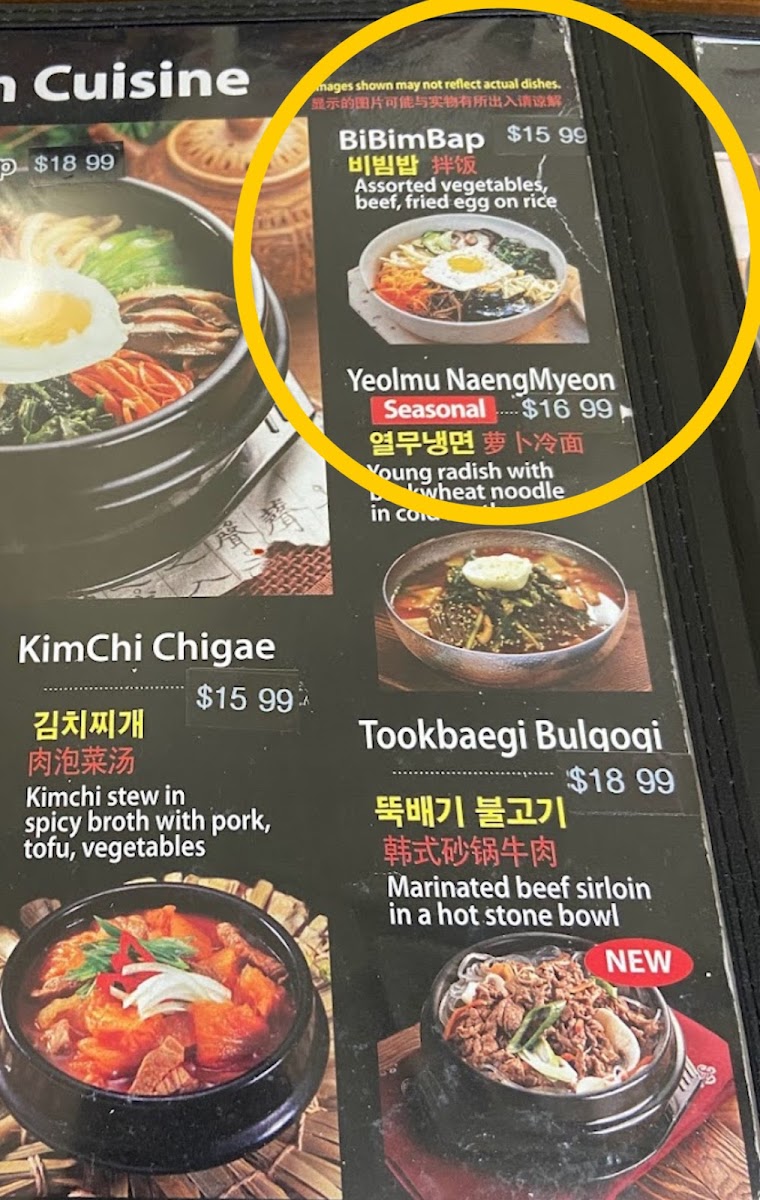 Cuisine
$18 99
Images shown may not reflect actual dishes.
显示的图片可能与实物有所出入请谅解
BiBimBap $15 99
비빔밥 拌饭
Assorted vegetables,
beef, fried egg on rice
Yeolmu NaengMyeon
Seasonal $16 99
열무냉면 萝卜冷面
Young radish with
buckwheat noodle
in cold
KimChi Chigae
$15 99
김치찌개
肉泡菜汤
Kimchi stew in
spicy broth with pork,
tofu, vegetables
Tookbaegi Bulgogi
$18 99
뚝배기 불고기
韩式砂锅牛肉
Marinated beef sirloin
in a hot stone bowl
NEW